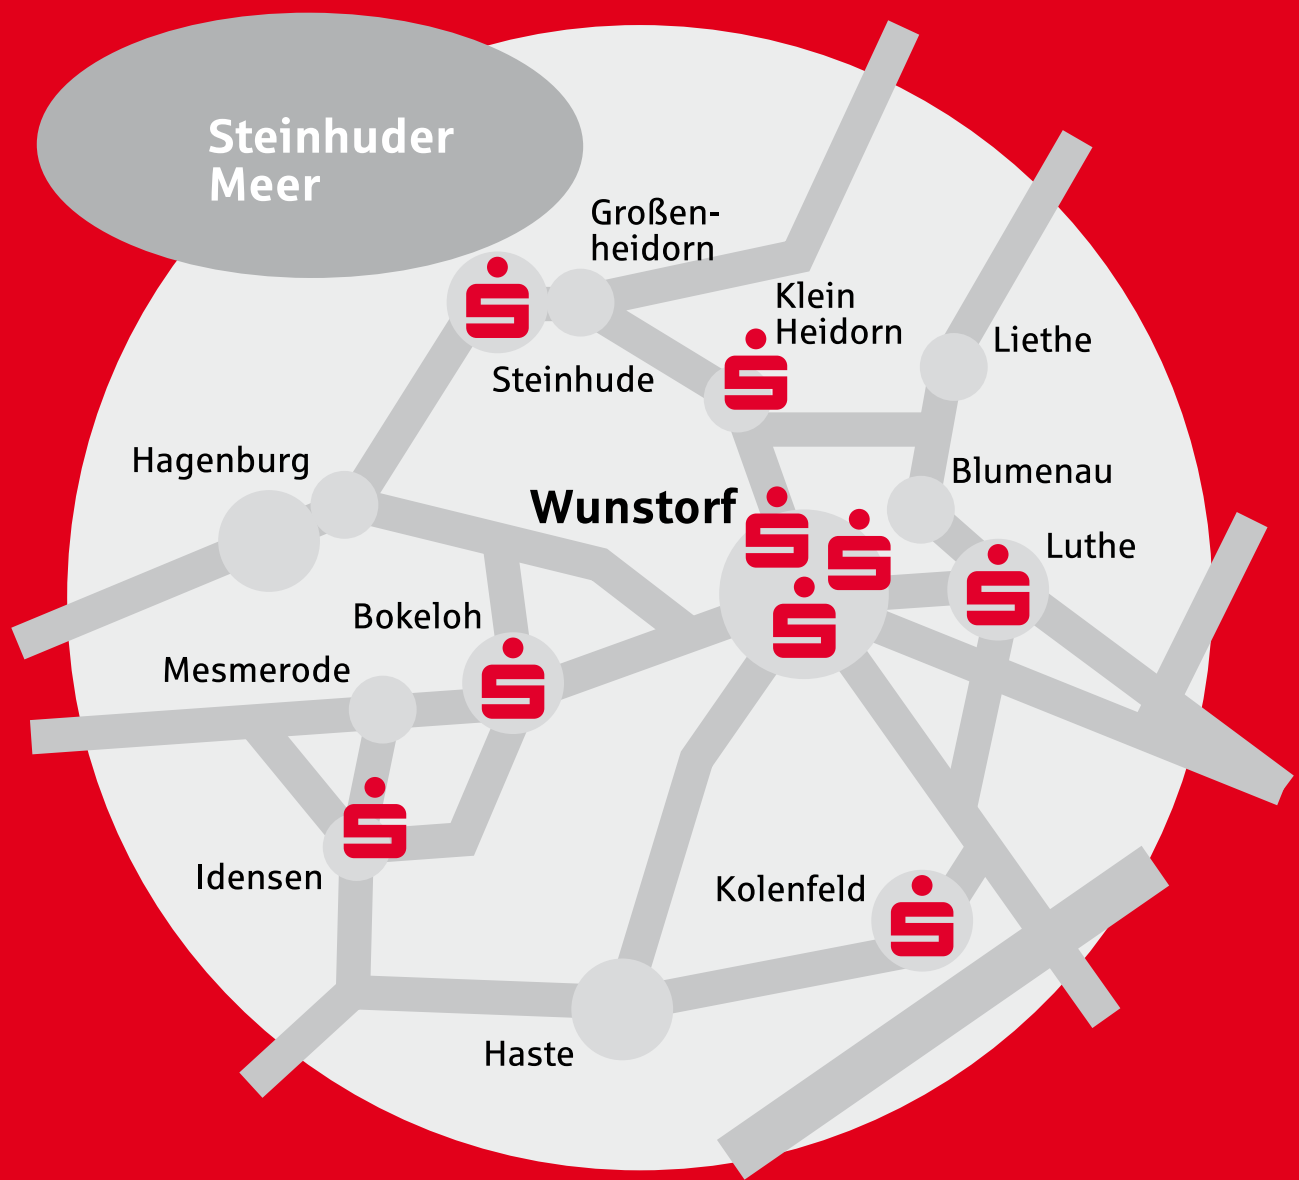 Steinhuder
Meer
Großen-
heidorn
Klein
Heidorn
Liethe
Steinhude
Hagenburg
Blumenau
Wunstorf
Luthe
Bokeloh
Mesmerode
Idensen
Kolenfeld
Haste